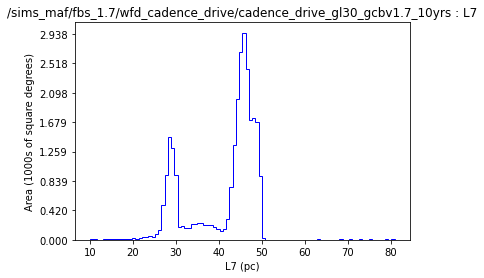 /sims_maf/fbs_1.7/wfd_cadence_drive/cadence_drive_gl30_gcbv1.7_10yrs : L7
2.938
2.518
2.098
1.679
1.259
0.839
0.420
0.000
Area (1000s of square degrees)
10 20 30 40 50 60 70 80
L7 (pc)